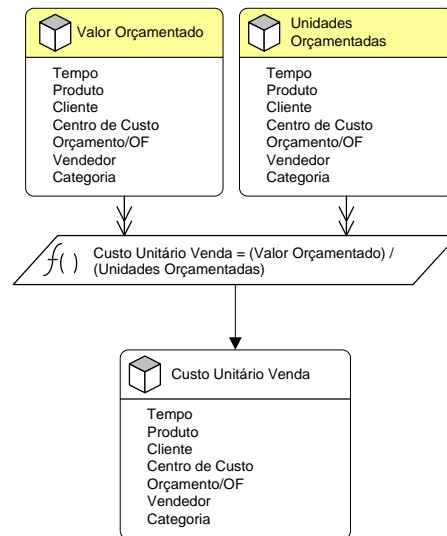 Valor Orçamentado
Tempo
Produto
Cliente
Centro de Custo
Orçamento/OF
Vendedor
Categoria
Unidades
Orçamentadas
Tempo
Produto
Cliente
Centro de Custo
Orçamento/OF
Vendedor
Categoria
f() Custo Unitário Venda = (Valor Orçamentado) /
(Unidades Orçamentadas)
Custo Unitário Venda
Tempo
Produto
Cliente
Centro de Custo
Orçamento/OF
Vendedor
Categoria